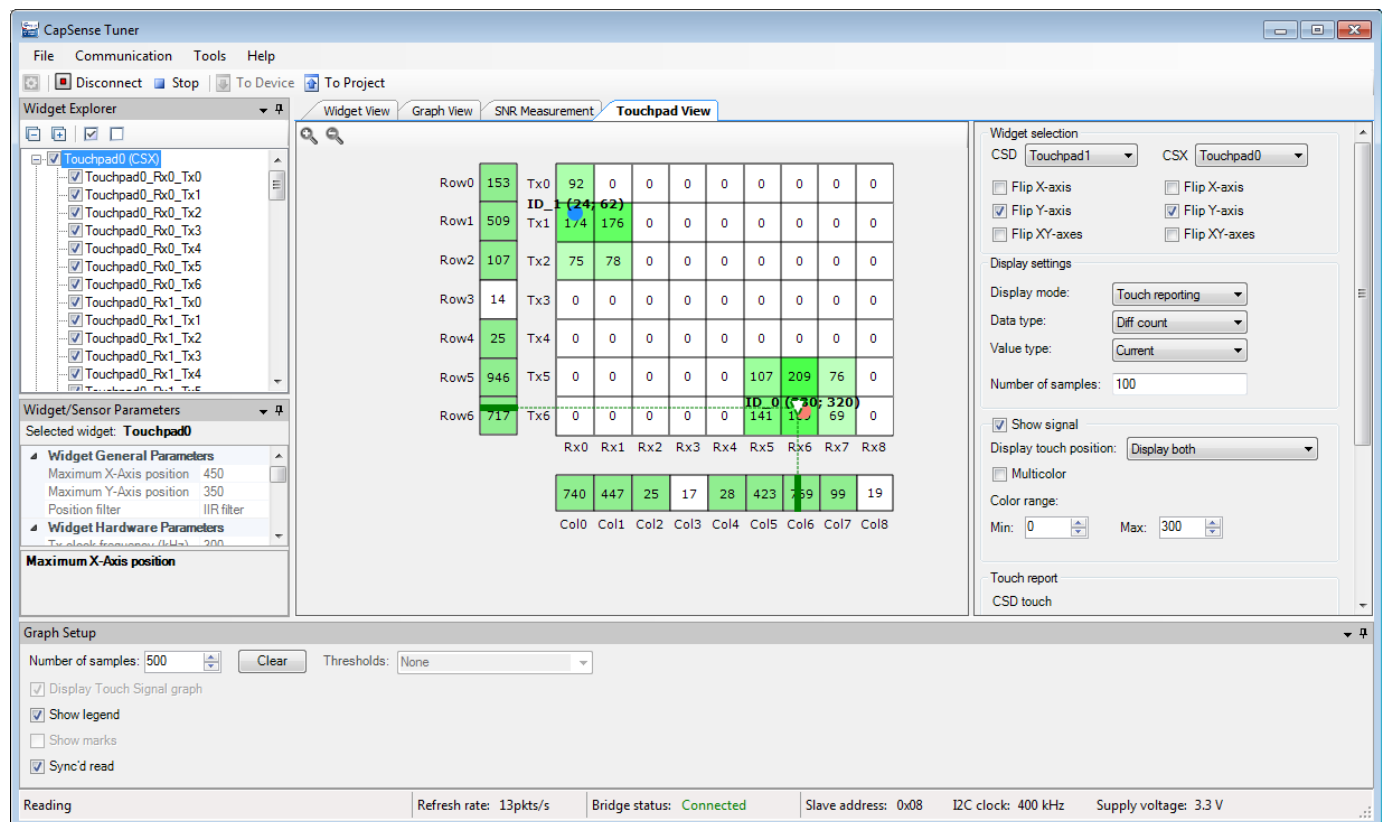 CapSense Tuner
File Communication Tools Help
Disconnect Stop To Device To Project
Widget Explorer
Touchpad0 (CSX)
Touchpad0_Rx0_Tx0
Touchpad0_Rx0_Tx1
Touchpad0_Rx0_Tx2
Touchpad0_Rx0_Tx3
Touchpad0_Rx0_Tx4
Touchpad0_Rx0_Tx5
Touchpad0_Rx0_Tx6
Touchpad0_Rx1_Tx0
Touchpad0_Rx1_Tx1
Touchpad0_Rx1_Tx2
Touchpad0_Rx1_Tx3
Touchpad0_Rx1_Tx4
Touchpad0_Rx1_Tx5
Widget/Sensor Parameters
Selected widget: Touchpad0
Widget General Parameters
Maximum X-Axis position 450
Maximum Y-Axis position 350
Position filter IIR filter
Widget Hardware Parameters
Tx clock frequency (kHz) 300
Maximum X-Axis position
Widget View Graph View SNR Measurement Touchpad View
Row0 153 Tx0 92 0 0 0 0 0 0 0 0
ID_1 (24; 62)
Row1 509 Tx1 174 176 0 0 0 0 0 0 0
Row2 107 Tx2 75 78 0 0 0 0 0 0 0
Row3 14 Tx3 0 0 0 0 0 0 0 0 0
Row4 25 Tx4 0 0 0 0 0 0 0 0 0
Row5 946 Tx5 0 0 0 0 0 107 209 76 0
ID_0 ( 320)
Row6 717 Tx6 0 0 0 0 0 141 69 0
Rx0 Rx1 Rx2 Rx3 Rx4 Rx5 Rx6 Rx7 Rx8
740 447 25 17 28 423 769 99 19
Col0 Col1 Col2 Col3 Col4 Col5 Col6 Col7 Col8
Widget selection
CSD Touchpad1 CSX Touchpad0
Flip X-axis Flip X-axis
Flip Y-axis Flip Y-axis
Flip XY-axes Flip XY-axes
Display settings
Display mode: Touch reporting
Data type: Diff count
Value type: Current
Number of samples: 100
Show signal
Display touch position: Display both
Multicolor
Color range:
Min: 0 Max: 300
Touch report
CSD touch
Graph Setup
Number of samples: 500 Clear Thresholds: None
Display Touch Signal graph
Show legend
Show marks
Sync'd read
Reading Refresh rate: 13pkts/s Bridge status: Connected Slave address: 0x08 I2C clock: 400 kHz Supply voltage: 3.3 V